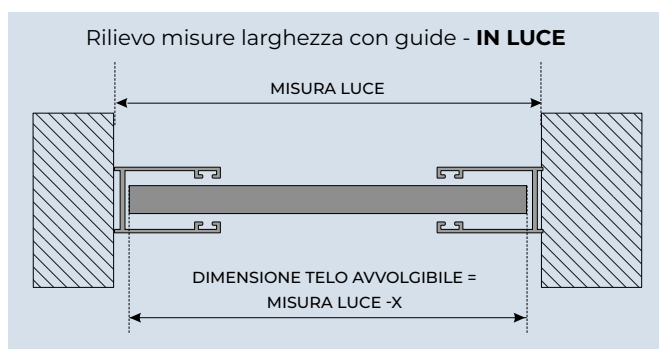 Rilievo misure larghezza con guide - IN LUCE
MISURA LUCE
DIMENSIONE TELO AVVOLGIBILE =
MISURA LUCE -X